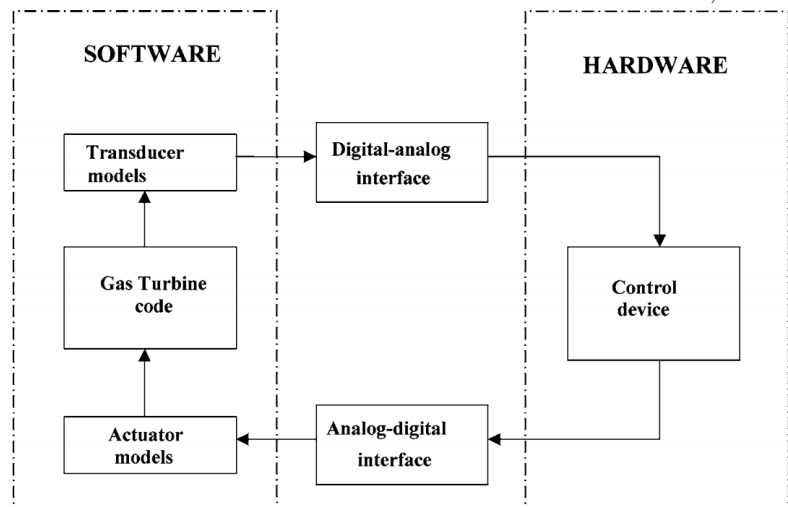 SOFTWARE
HARDWARE
Transducer
models
Digital-analog
interface
Gas Turbine
code
Control
device
Actuator
models
Analog-digital
interface